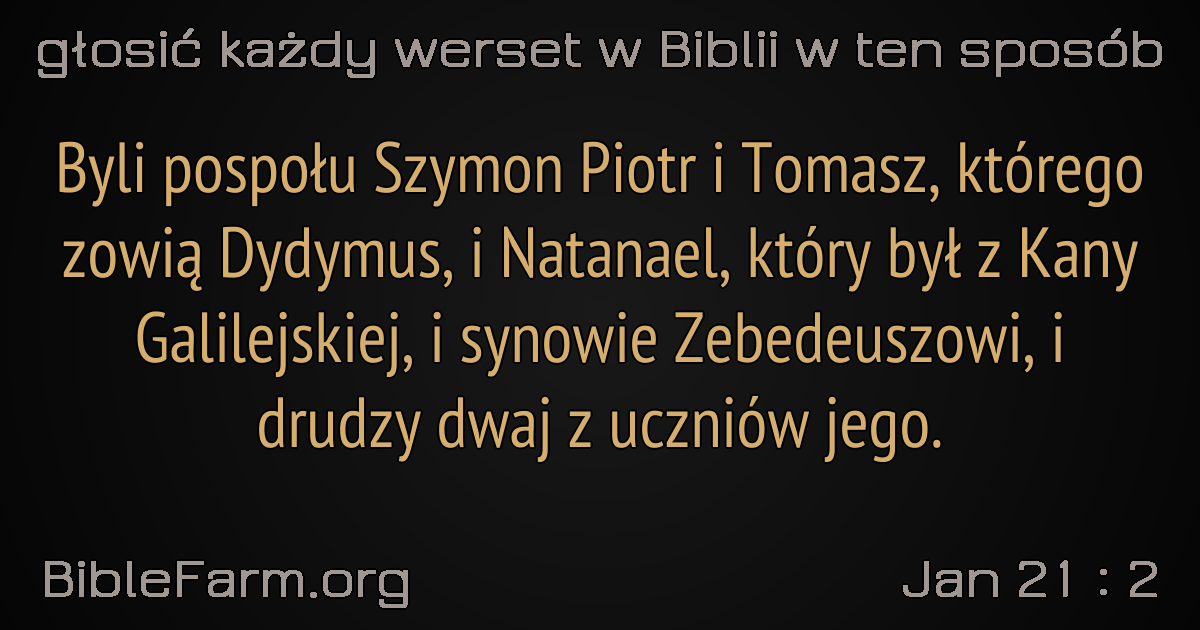 głosić każdy werset w Biblii w ten sposób
Byli pospołu Szymon Piotr i Tomasz, którego
zowią Dydymus, i Natanael, który był z Kany
Galilejskiej, i synowie Zebedeuszowi, i
drudzy dwaj z uczniów jego.
BibleFarm.org
Jan 21 : 2